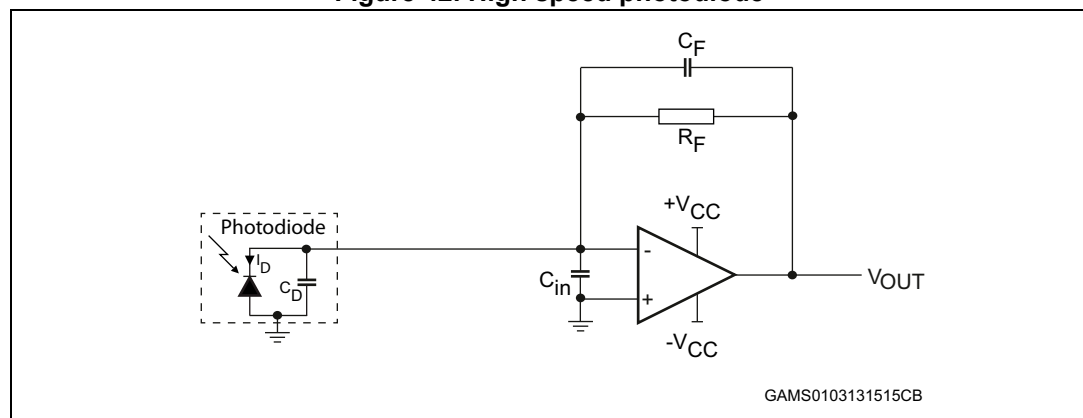 Figure 42. High speed photodiode
CF
RF
Photodiode
ID
CD
+VCC
-
Cin
+
VOUT
-VCC
GAMS0103131515CB